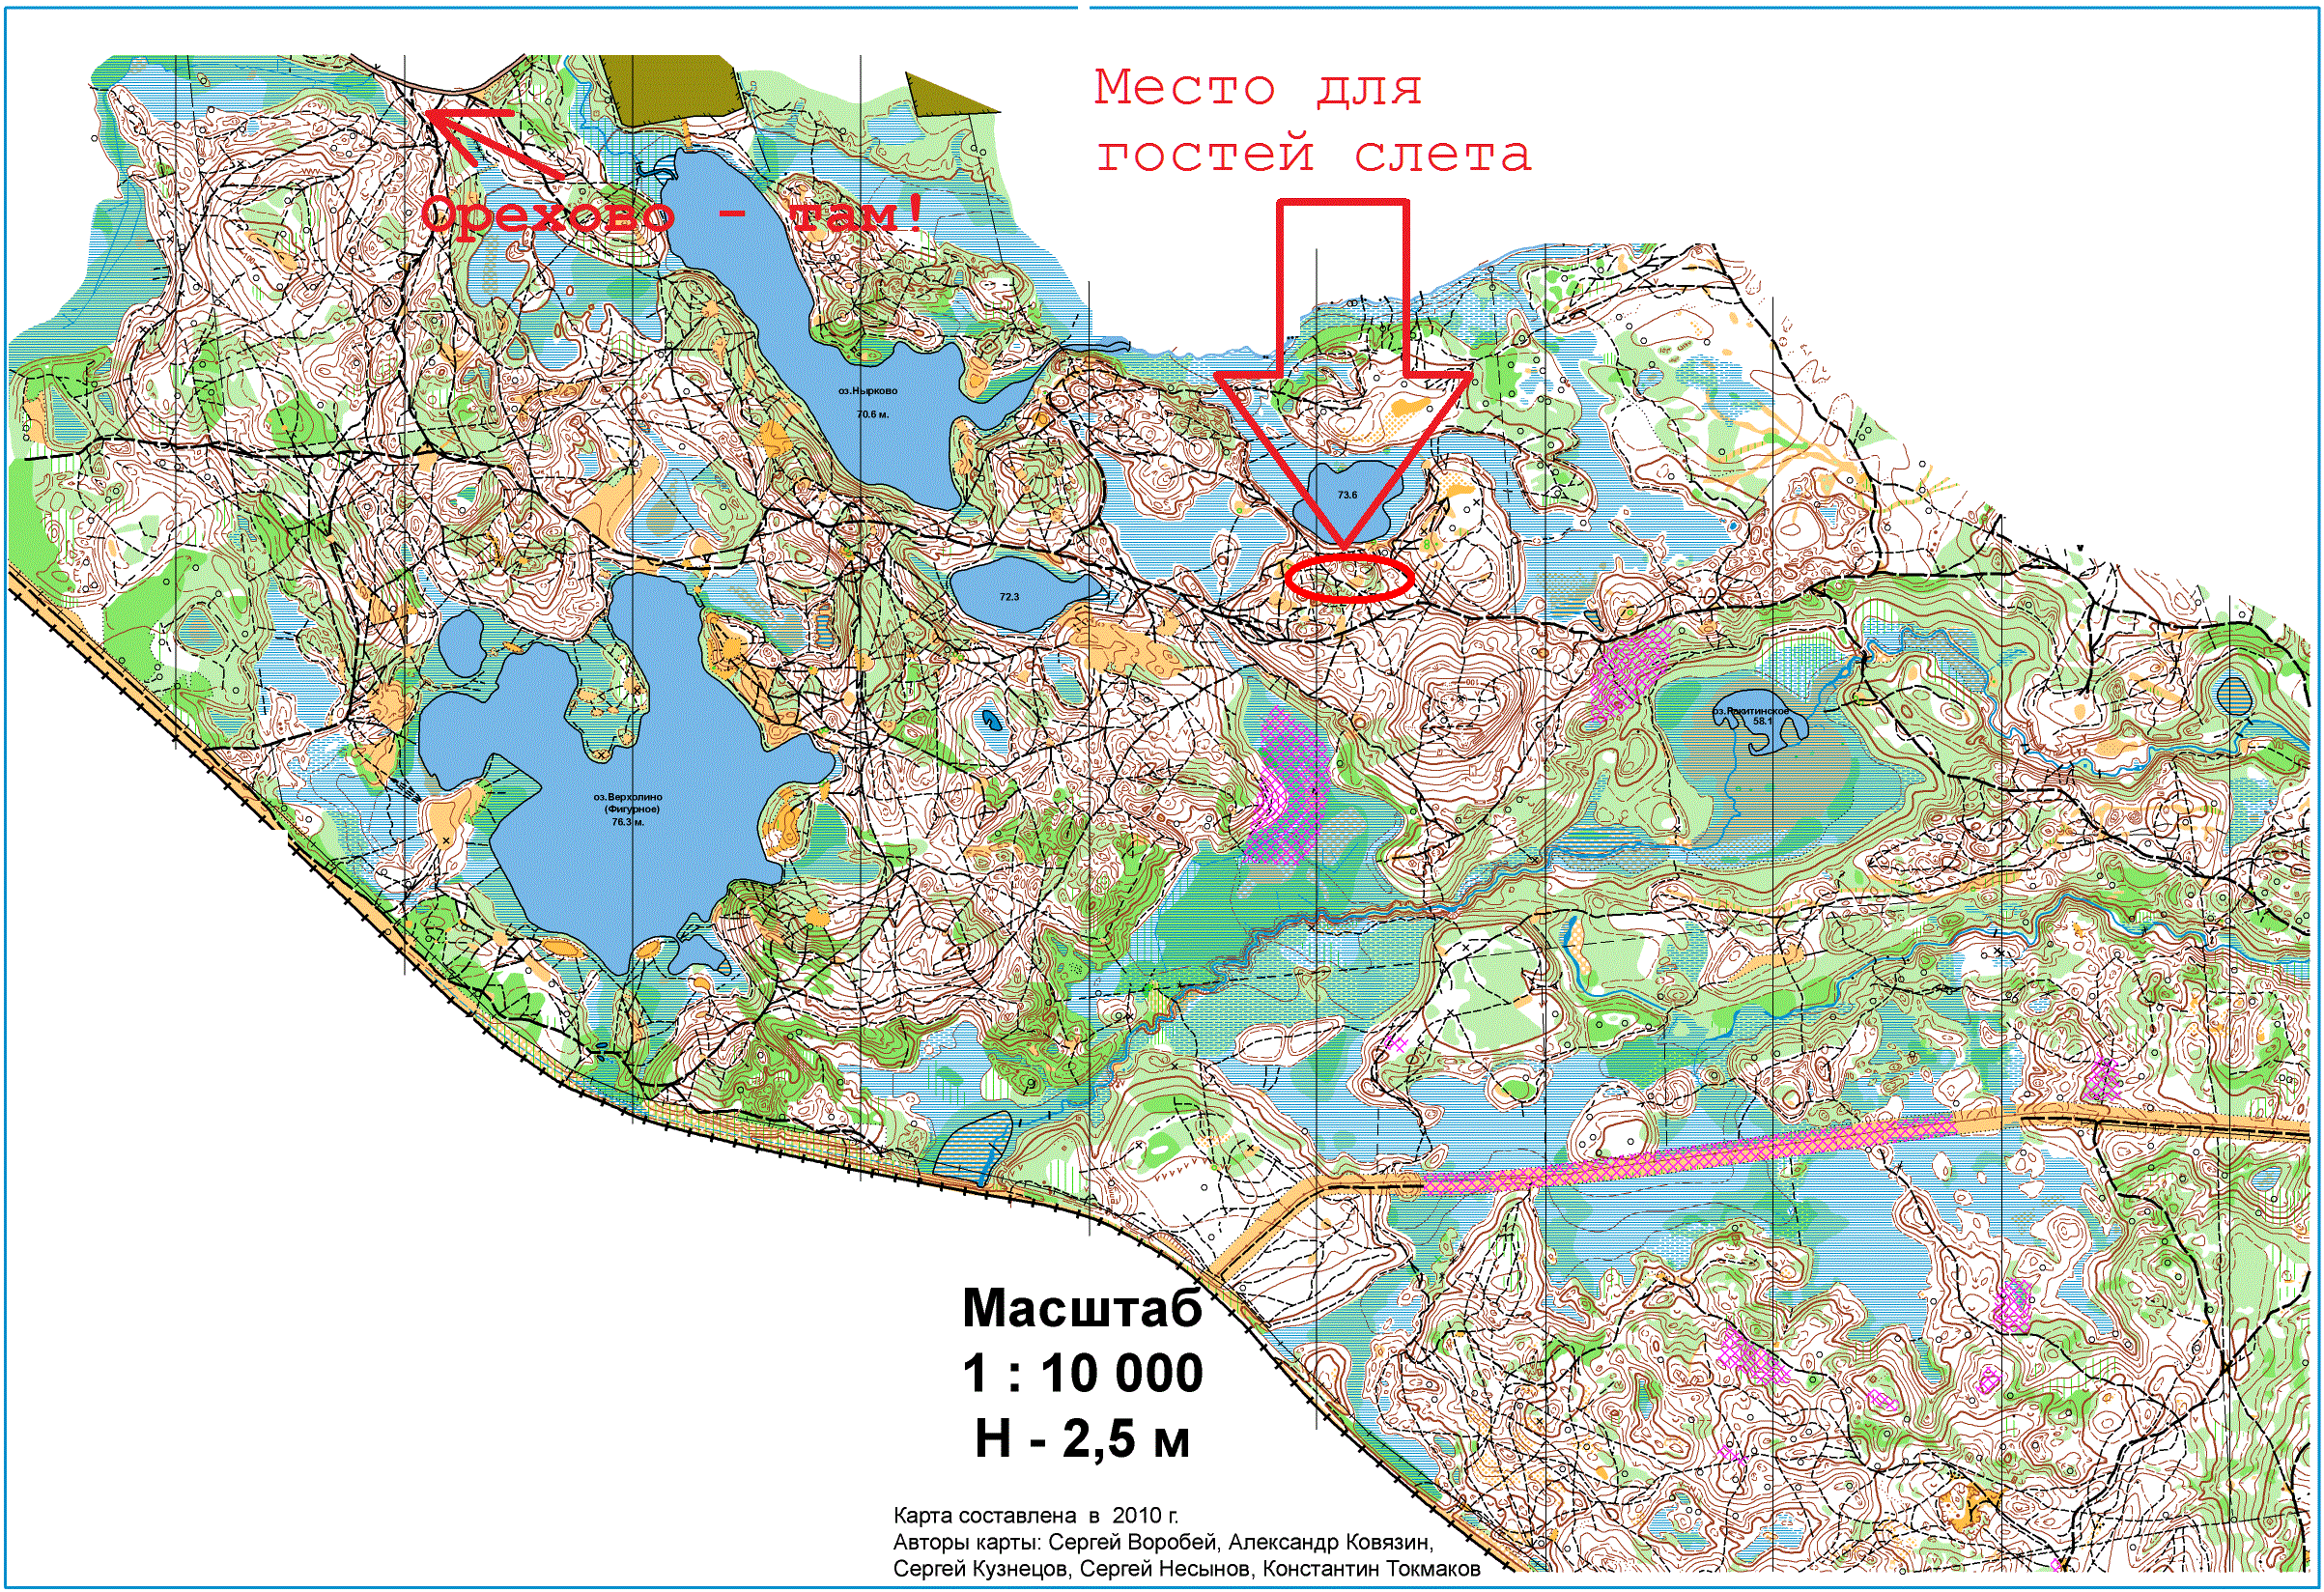 Место для
гостей слета
Орехово - там!
оз.Нырково
70.6 м.
73.6
72.3
100
100
оз.Ракитинское
58.1
оз.Верхолино
(Фигурное)
76.3 м.
Масштаб
1 : 10 000
Н - 2,5 м
Карта составлена в 2010 г.
Авторы карты: Сергей Воробей, Александр Ковязин,
Сергей Кузнецов, Сергей Несынов, Константин Токмаков